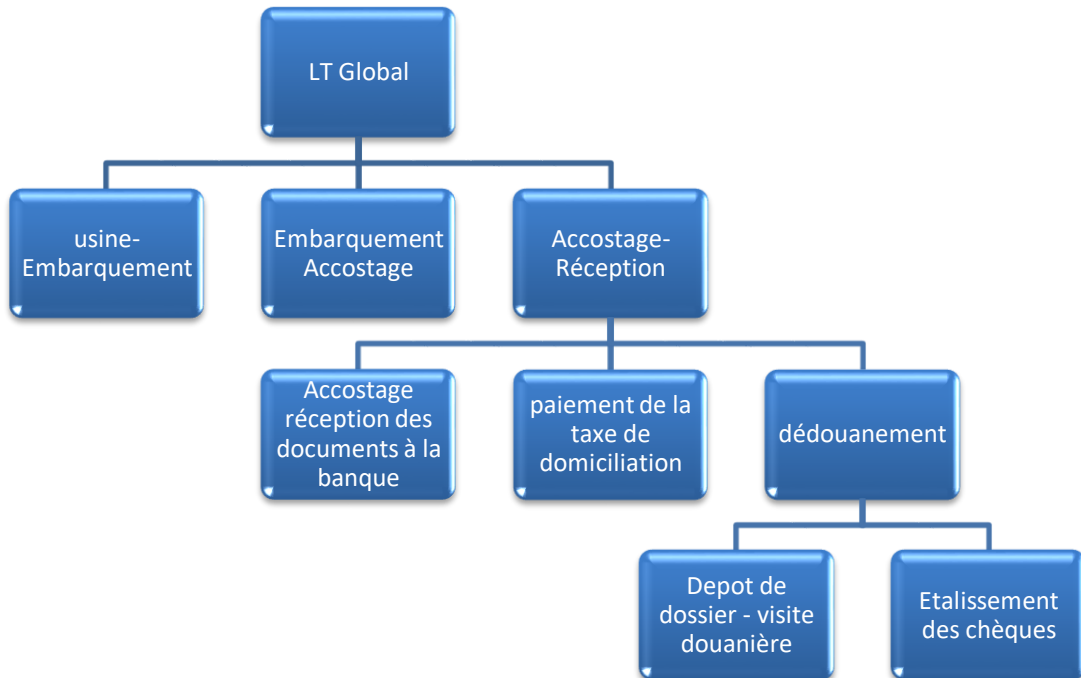 LT Global
usine-
Embarquement
Embarquement
Accostage
Accostage-
Réception
Accostage
réception des
documents à la
banque
paiement de la
taxe de
domiciliation
dédouanement
Depot de
dossier - visite
douanière
Etalissement
des chèques